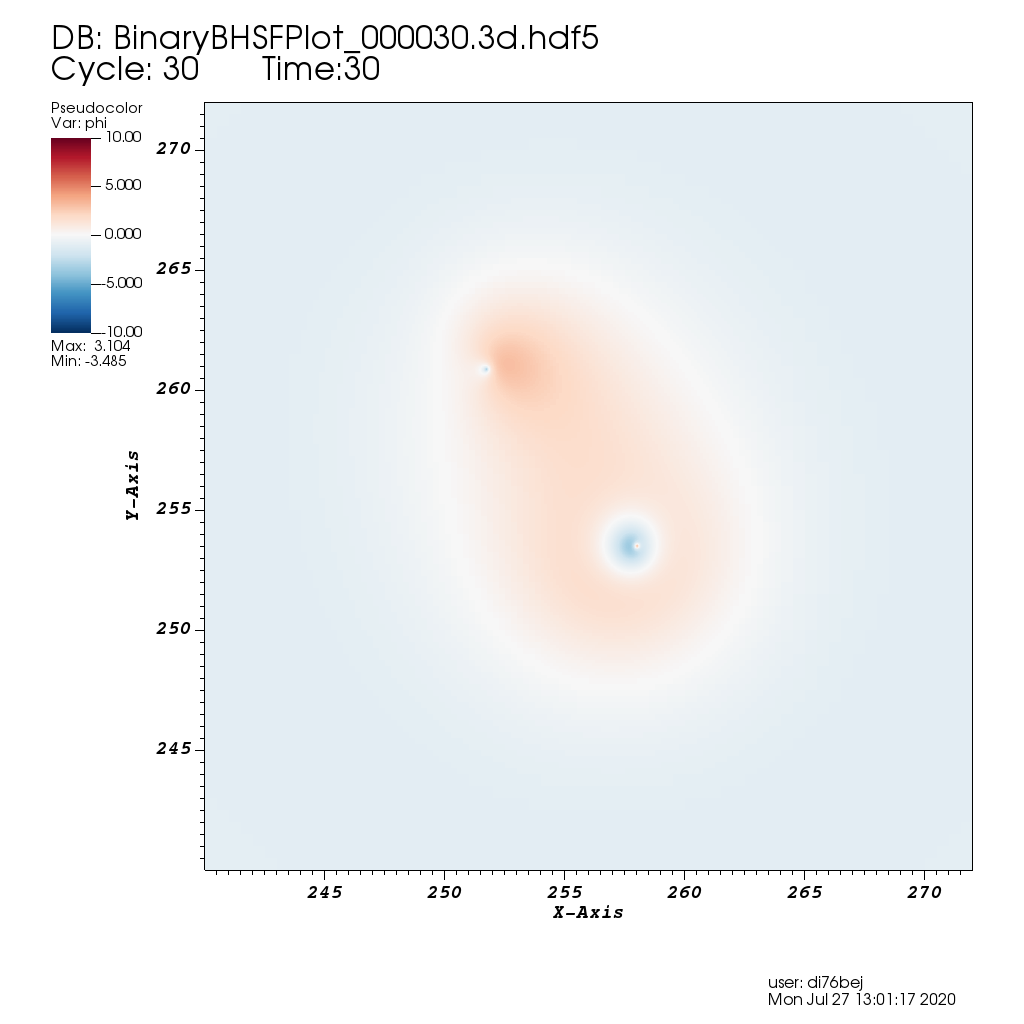 DB: BinaryBHSFPlot_000030.3d.hdf5
Cycle: 30 Time:30
Pseudocolor
Var: phi
10.00
5.000
0.000
-5.000
-10.00
Max: 3.104
Min: -3.485
270
265
260
255
250
245
Y-Axis
245 250 255 260 265 270
X-Axis
user: di76bej
Mon Jul 27 13:01:17 2020